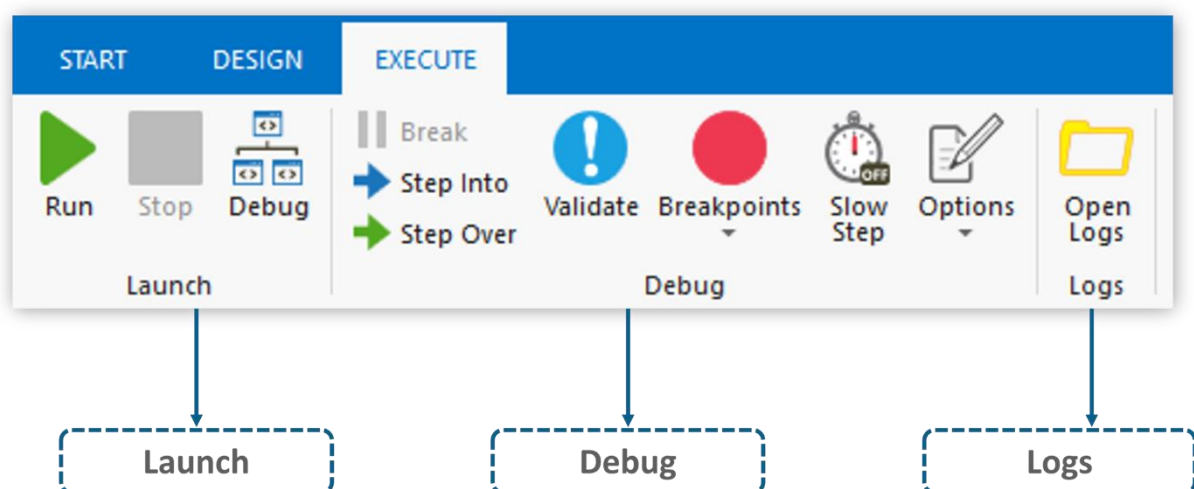 START DESIGN EXECUTE
Run Stop Debug
Break
Step Into
Step Over
Validate Breakpoints Slow Step Options
OFF
Open Logs
Launch Debug Logs
Launch Debug Logs